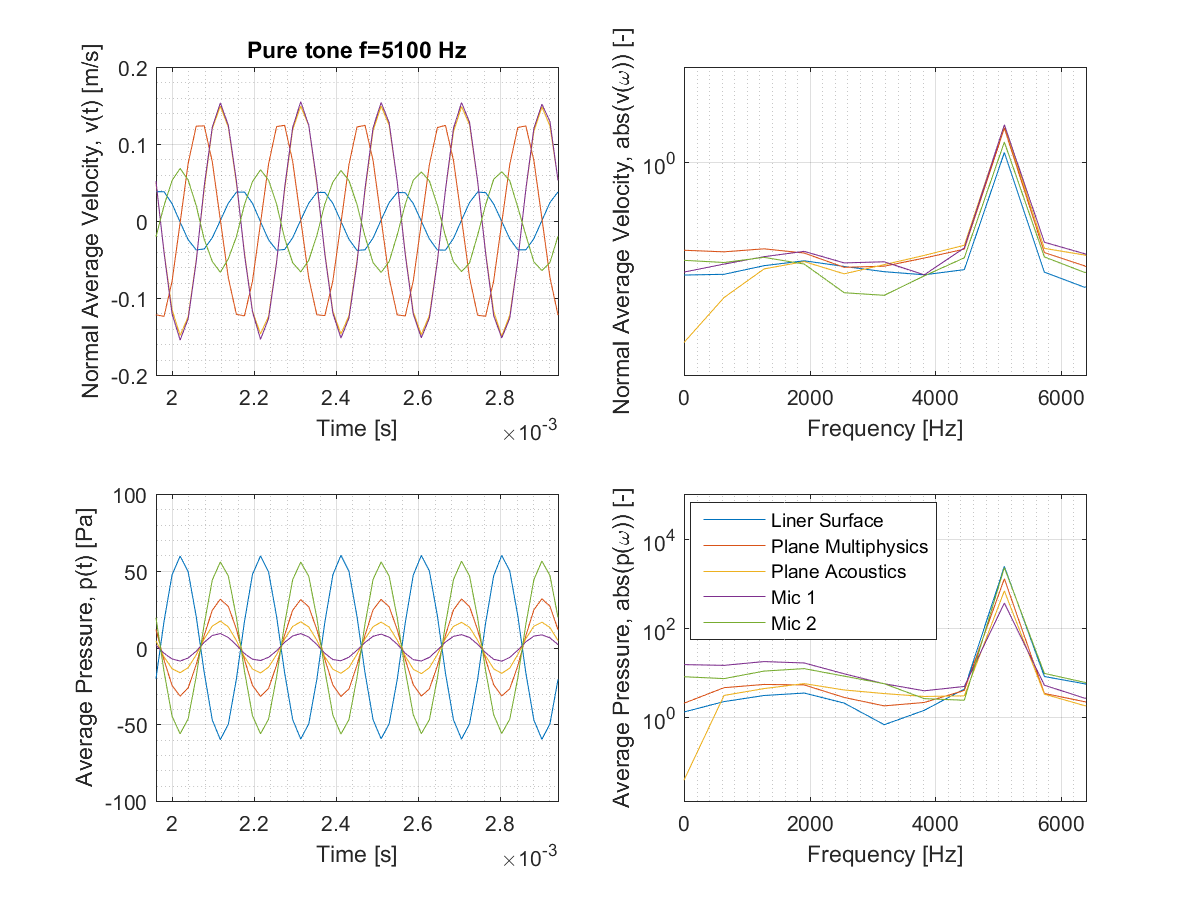 Pure tone f=5100 Hz
Normal Average Velocity, v(t) [m/s]
0.2
0.1
0
-0.1
-0.2
2
2.2
2.4
2.6
2.8
Time [s]
×10-3
Normal Average Velocity, abs(v(ω)) [-]
100
0
2000
4000
6000
Frequency [Hz]
Average Pressure, p(t) [Pa]
100
50
0
-50
-100
2
2.2
2.4
2.6
2.8
Time [s]
×10-3
Average Pressure, abs(p(ω)) [-]
104
102
100
Liner Surface
Plane Multiphysics
Plane Acoustics
Mic 1
Mic 2
0
2000
4000
6000
Frequency [Hz]